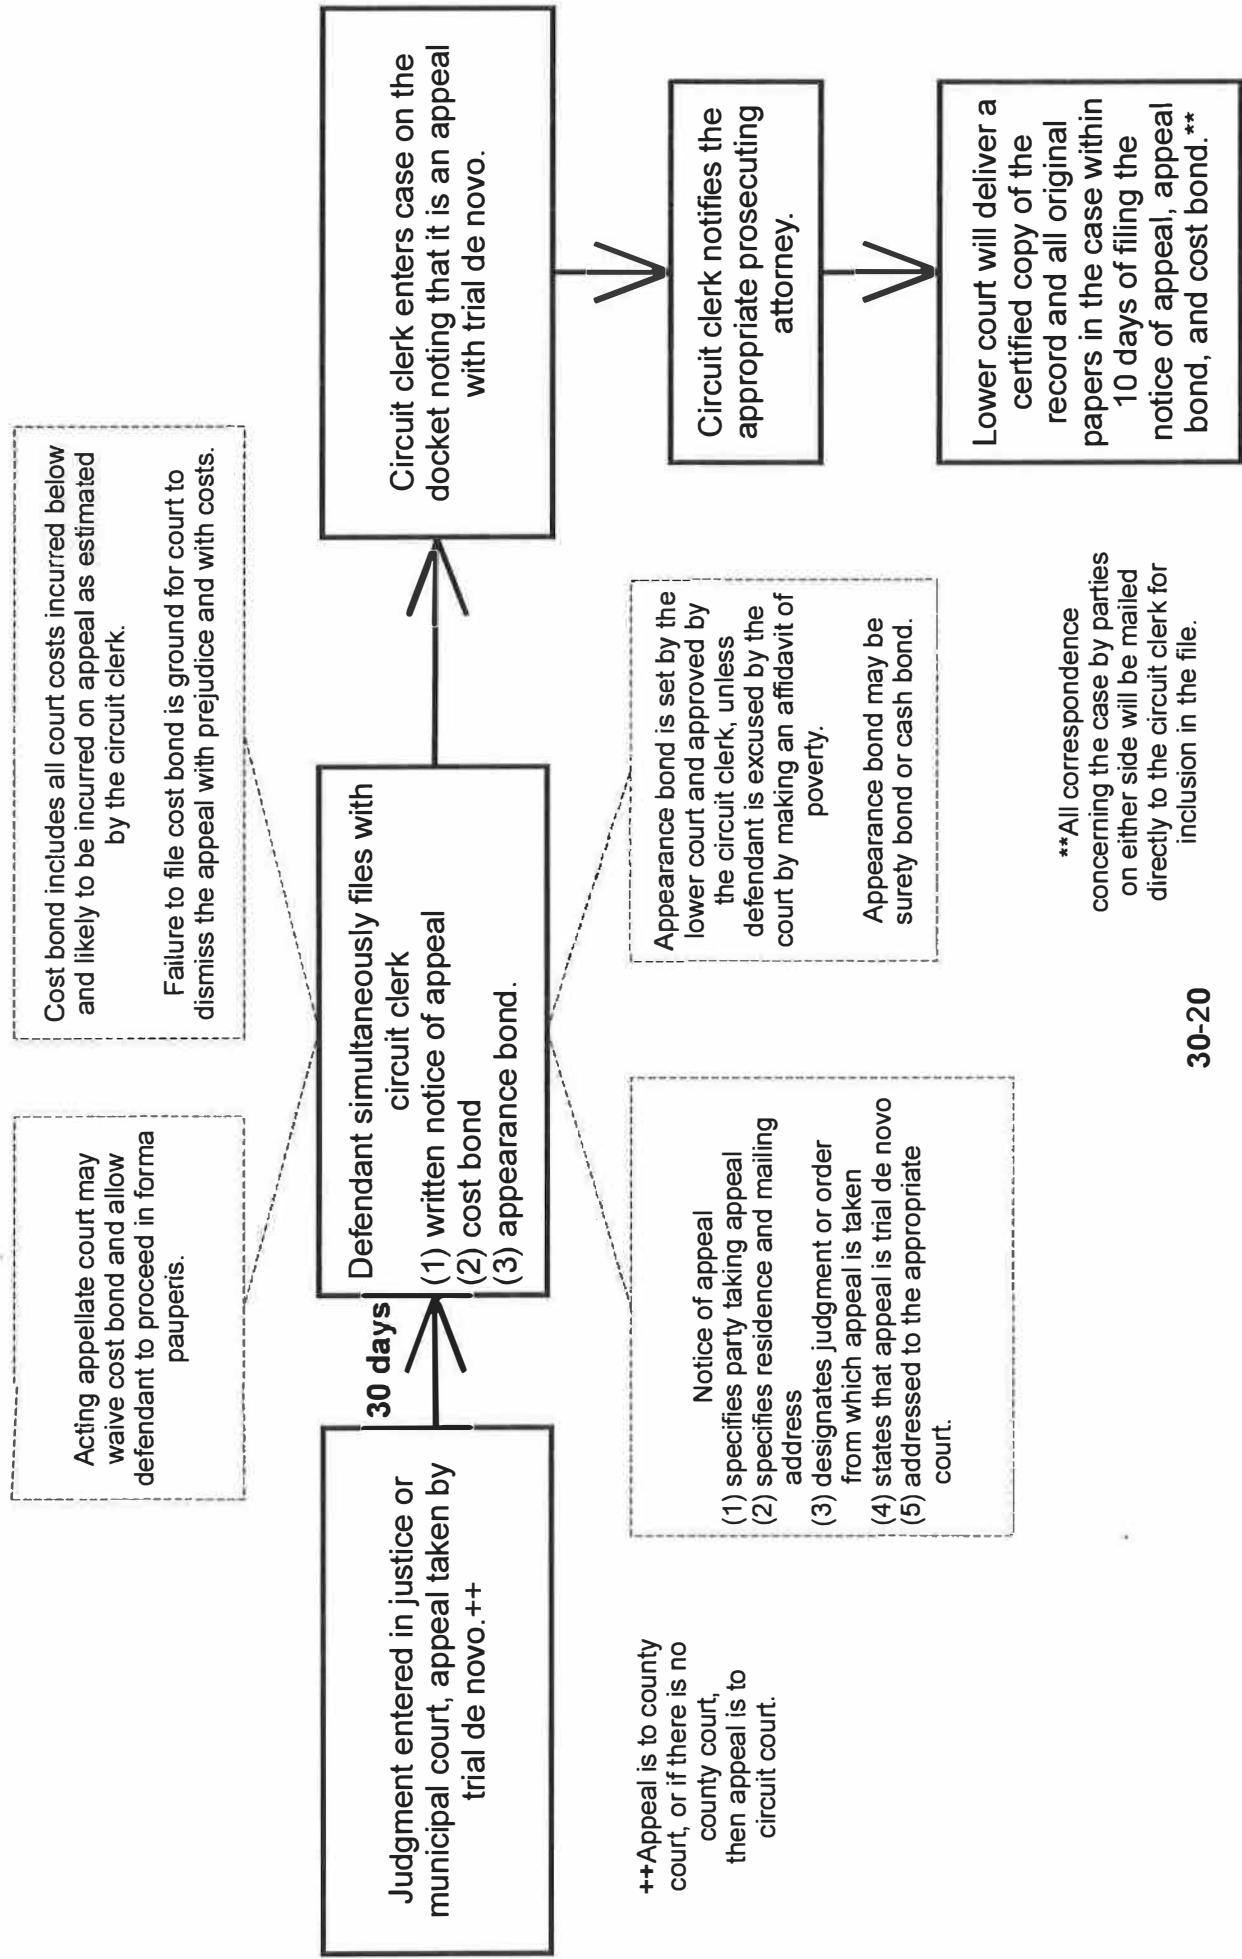 Acting appellate court may
waive cost bond and allow
defendant to proceed in forma
pauperis.
Cost bond includes all court costs incurred below
and likely to be incurred on appeal as estimated
by the circuit clerk.
Failure to file cost bond is ground for court to
dismiss the appeal with prejudice and with costs.
Judgment entered in justice or
municipal court, appeal taken by
trial de novo.++
30 days
Defendant simultaneously files with
circuit clerk
(1) written notice of appeal
(2) cost bond
(3) appearance bond.
Circuit clerk enters case on the
docket noting that it is an appeal
with trial de novo.
++Appeal is to county
court, or if there is no
county court,
then appeal is to
circuit court.
Notice of appeal
(1) specifies party taking appeal
(2) specifies residence and mailing
address
(3) designates judgment or order
from which appeal is taken
(4) states that appeal is trial de novo
(5) addressed to the appropriate
court.
Appearance bond is set by the
lower court and approved by
the circuit clerk, unless
defendant is excused by the
court by making an affidavit of
poverty.
Appearance bond may be
surety bond or cash bond.
Circuit clerk notifies the
appropriate prosecuting
attorney.
Lower court will deliver a
certified copy of the
record and all original
papers in the case within
10 days of filing the
notice of appeal, appeal
bond, and cost bond.**
**All correspondence
concerning the case by parties
on either side will be mailed
directly to the circuit clerk for
inclusion in the file.
30-20